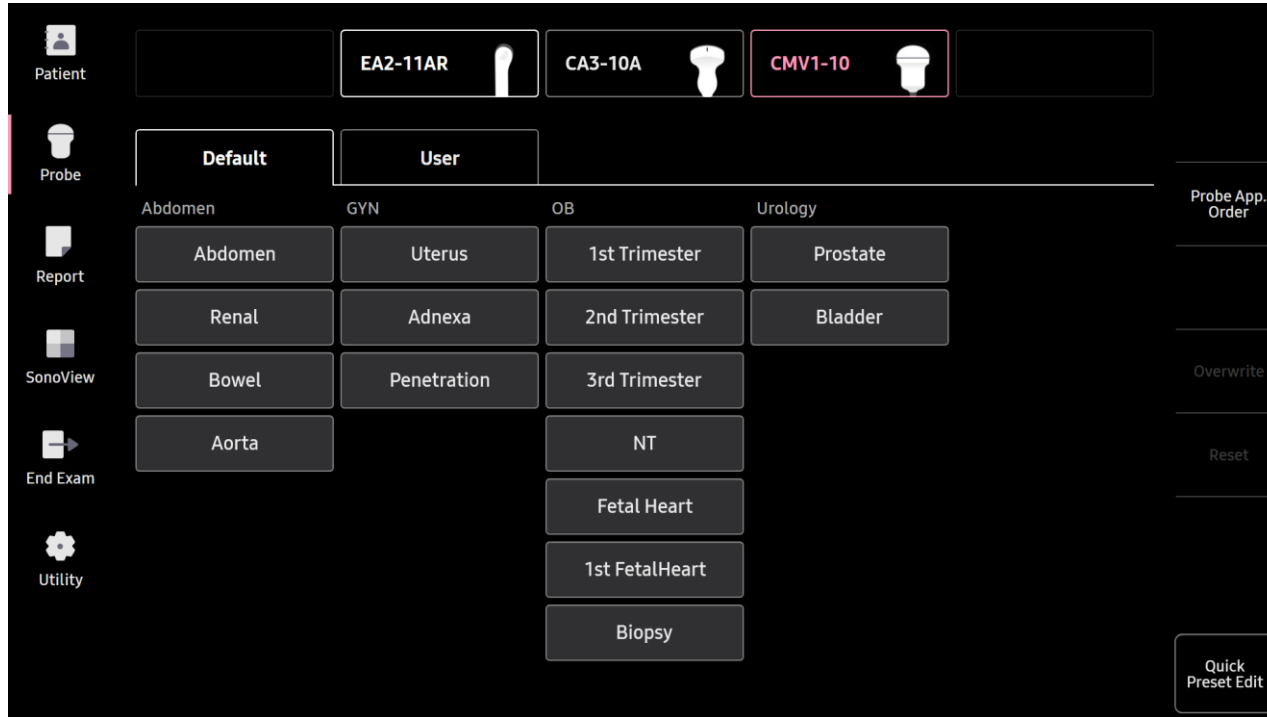 Patient
EA2-11AR
CA3-10A
CMV1-10
Probe
Default
User
Probe App.
Order
Abdomen
GYN
OB
Urology
Abdomen
Uterus
1st Trimester
Prostate
Report
Renal
Adnexa
2nd Trimester
Bladder
SonoView
Bowel
Penetration
3rd Trimester
Overwrite
Aorta
NT
Reset
End Exam
Fetal Heart
Utility
1st FetalHeart
Biopsy
Quick
Preset Edit